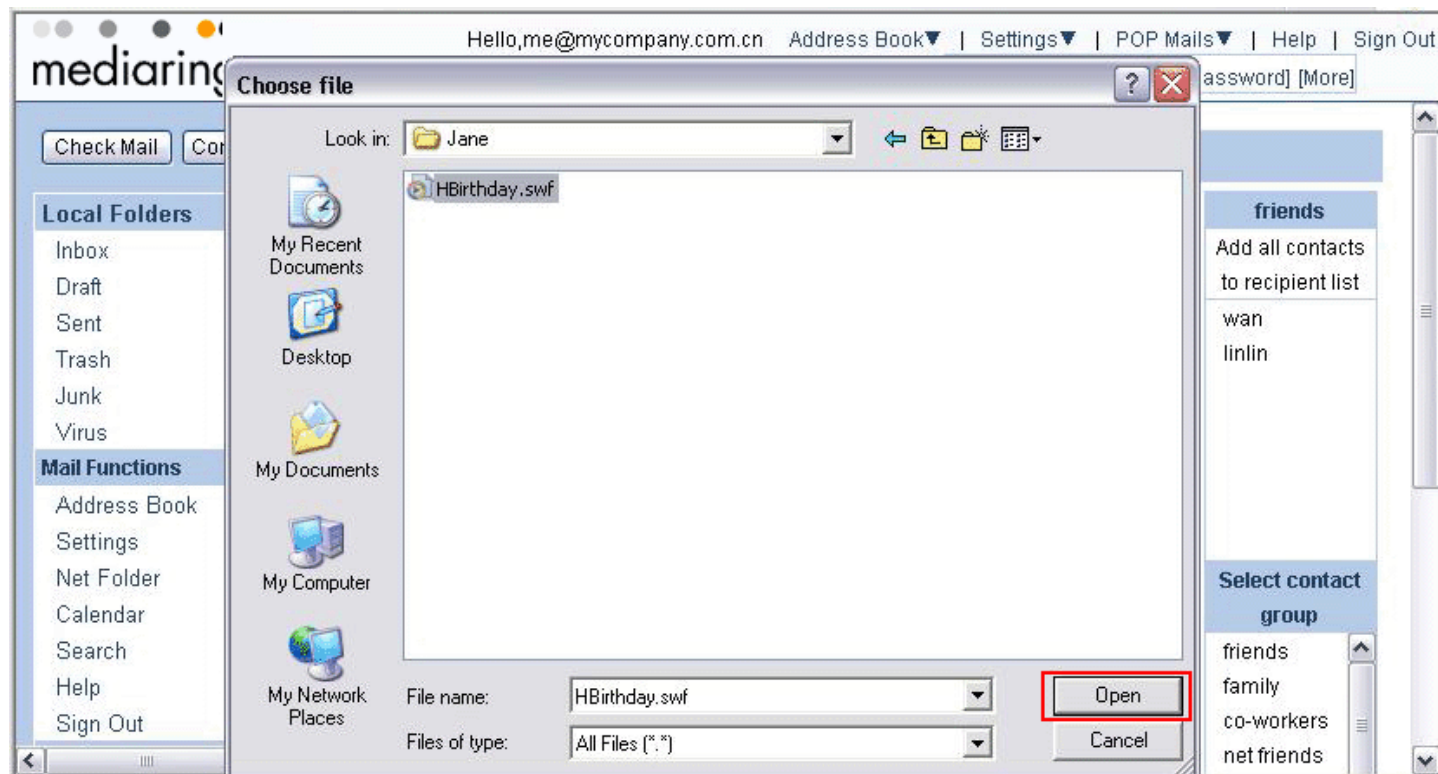 Hello,me@mycompany.com.cn Address Book▼ | Settings▼ | POP Mails▼ | Help | Sign Out
mediaring
assword] [More]
Choose file
Check Mail
Look in: Jane
HBirthday.swf
My Recent
Documents
Desktop
My Documents
My Computer
My Network
Places
File name: HBirthday.swf Open
Files of type: All Files (*.*) Cancel
Local Folders
Inbox
Draft
Sent
Trash
Junk
Virus
Mail Functions
Address Book
Settings
Net Folder
Calendar
Search
Help
Sign Out
friends
Add all contacts
to recipient list
wan
linlin
Select contact
group
friends
family
co-workers
net friends